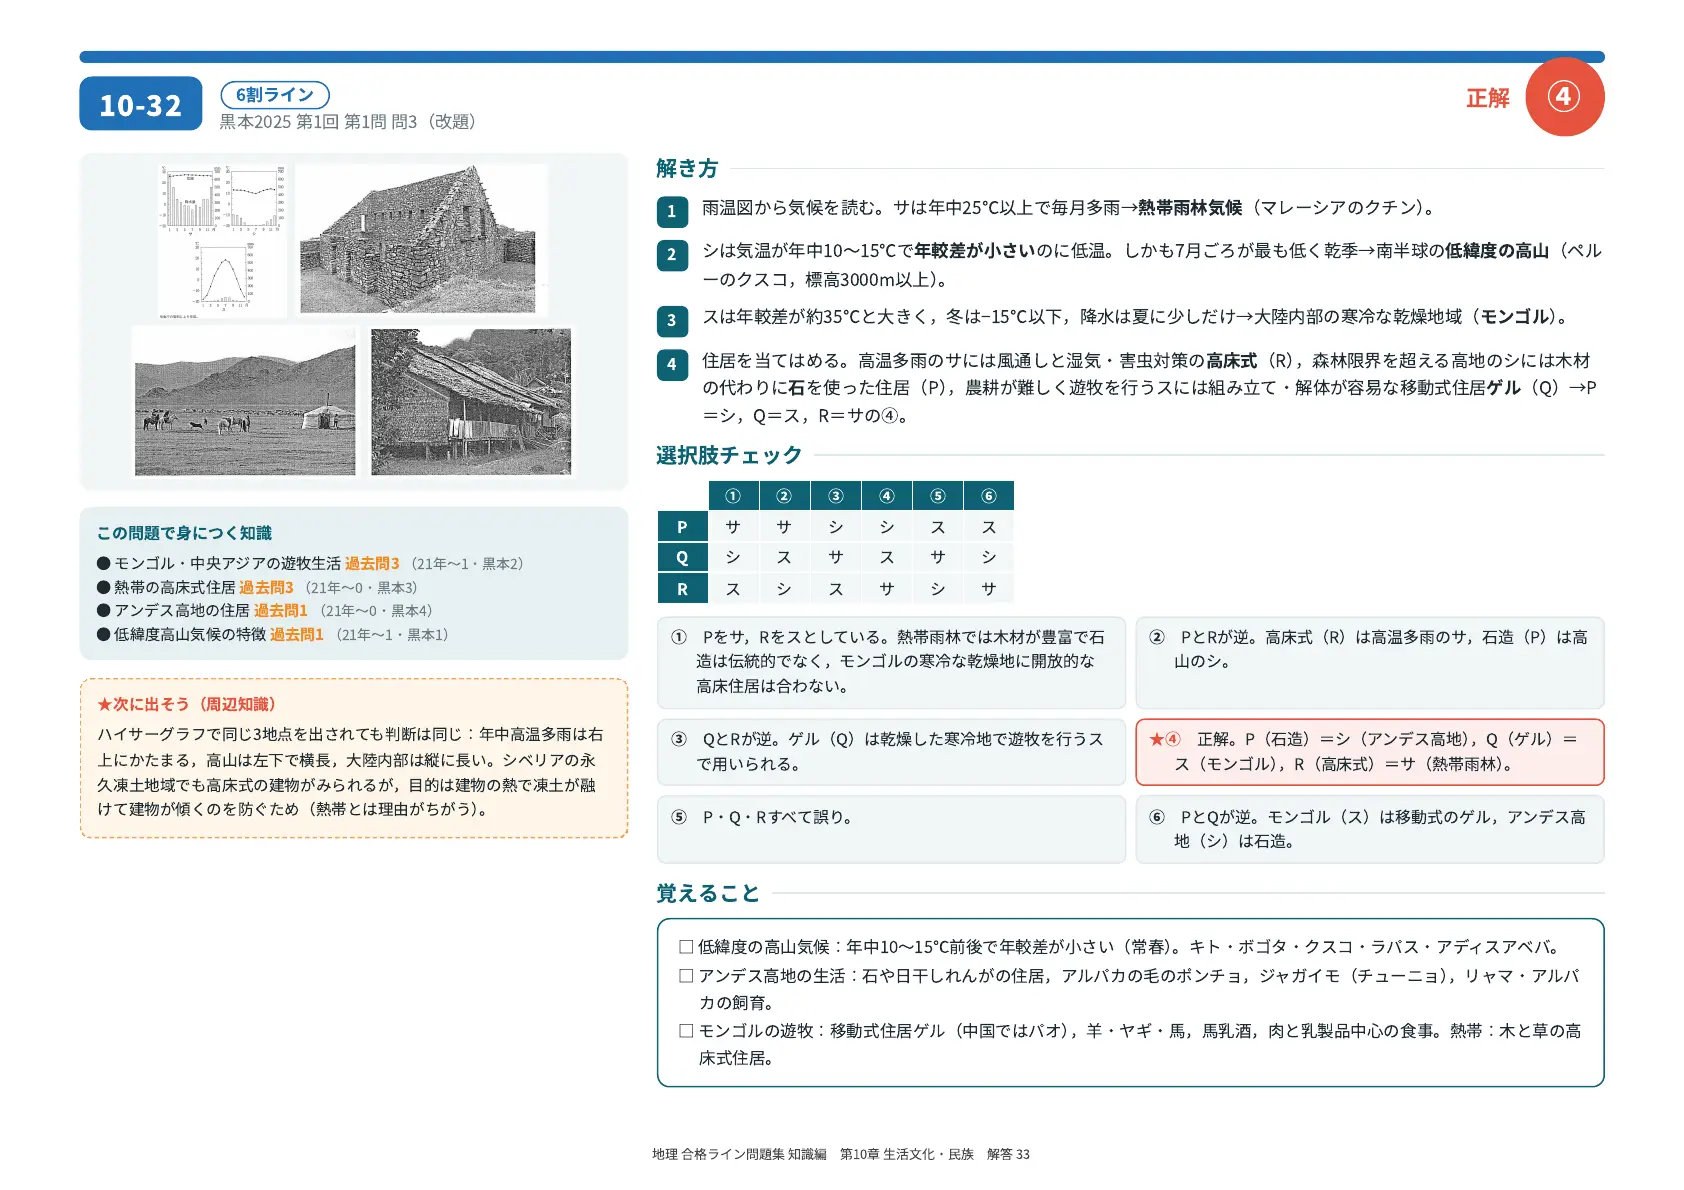 10-32
6割ライン
黒本2025 第1回 第1問 問3（改題）
正解 ④
この問題で身につく知識
● モンゴル・中央アジアの遊牧生活 過去問3 （21年〜1・黒本2）
● 熱帯の高床式住居 過去問3 （21年〜0・黒本3）
● アンデス高地の住居 過去問1 （21年〜0・黒本4）
● 低緯度高山気候の特徴 過去問1 （21年〜1・黒本1）
★次に出そう（周辺知識）
ハイサーグラフで同じ3地点を出されても判断は同じ：年中高温多雨は右
上にかたまる，高山は左下で横長，大陸内部は縦に長い。シベリアの永
久凍土地域でも高床式の建物がみられるが，目的は建物の熱で凍土が融
けて建物が傾くのを防ぐため（熱帯とは理由がちがう）。
解き方
1 雨温図から気候を読む。サは年中25℃以上で毎月多雨→熱帯雨林気候（マレーシアのクチン）。
2 シは気温が年中10〜15℃で年較差が小さいのに低温。しかも7月ごろが最も低く乾季→南半球の低緯度の高山（ペル
ーのクスコ，標高3000m以上）。
3 スは年較差が約35℃と大きく，冬は−15℃以下，降水は夏に少しだけ→大陸内部の寒冷な乾燥地域（モンゴル）。
4 住居を当てはめる。高温多雨のサには風通しと湿気・害虫対策の高床式（R），森林限界を超える高地のシには木材
の代わりに石を使った住居（P），農耕が難しく遊牧を行うスには組み立て・解体が容易な移動式住居ゲル（Q）→P
＝シ，Q＝ス，R＝サの④。
選択肢チェック
① ② ③ ④ ⑤ ⑥
P サ サ シ シ ス ス
Q シ ス サ ス サ シ
R ス シ ス サ シ サ
① Pをサ，Rをスとしている。熱帯雨林では木材が豊富で石
造は伝統的でなく，モンゴルの寒冷な乾燥地に開放的な
高床住居は合わない。
② PとRが逆。高床式（R）は高温多雨のサ，石造（P）は高
山のシ。
③ QとRが逆。ゲル（Q）は乾燥した寒冷地で遊牧を行うス
で用いられる。
★④ 正解。P（石造）＝シ（アンデス高地），Q（ゲル）＝
ス（モンゴル），R（高床式）＝サ（熱帯雨林）。
⑤ P・Q・Rすべて誤り。
⑥ PとQが逆。モンゴル（ス）は移動式のゲル，アンデス高
地（シ）は石造。
覚えること
□ 低緯度の高山気候：年中10〜15℃前後で年較差が小さい（常春）。キト・ボゴタ・クスコ・ラパス・アディスアベバ。
□ アンデス高地の生活：石や日干しれんがの住居，アルパカの毛のポンチョ，ジャガイモ（チューニョ），リャマ・アルパ
カの飼育。
□ モンゴルの遊牧：移動式住居ゲル（中国ではパオ），羊・ヤギ・馬，馬乳酒，肉と乳製品中心の食事。熱帯：木と草の高
床式住居。
地理 合格ライン問題集 知識編 第10章 生活文化・民族 解答 33